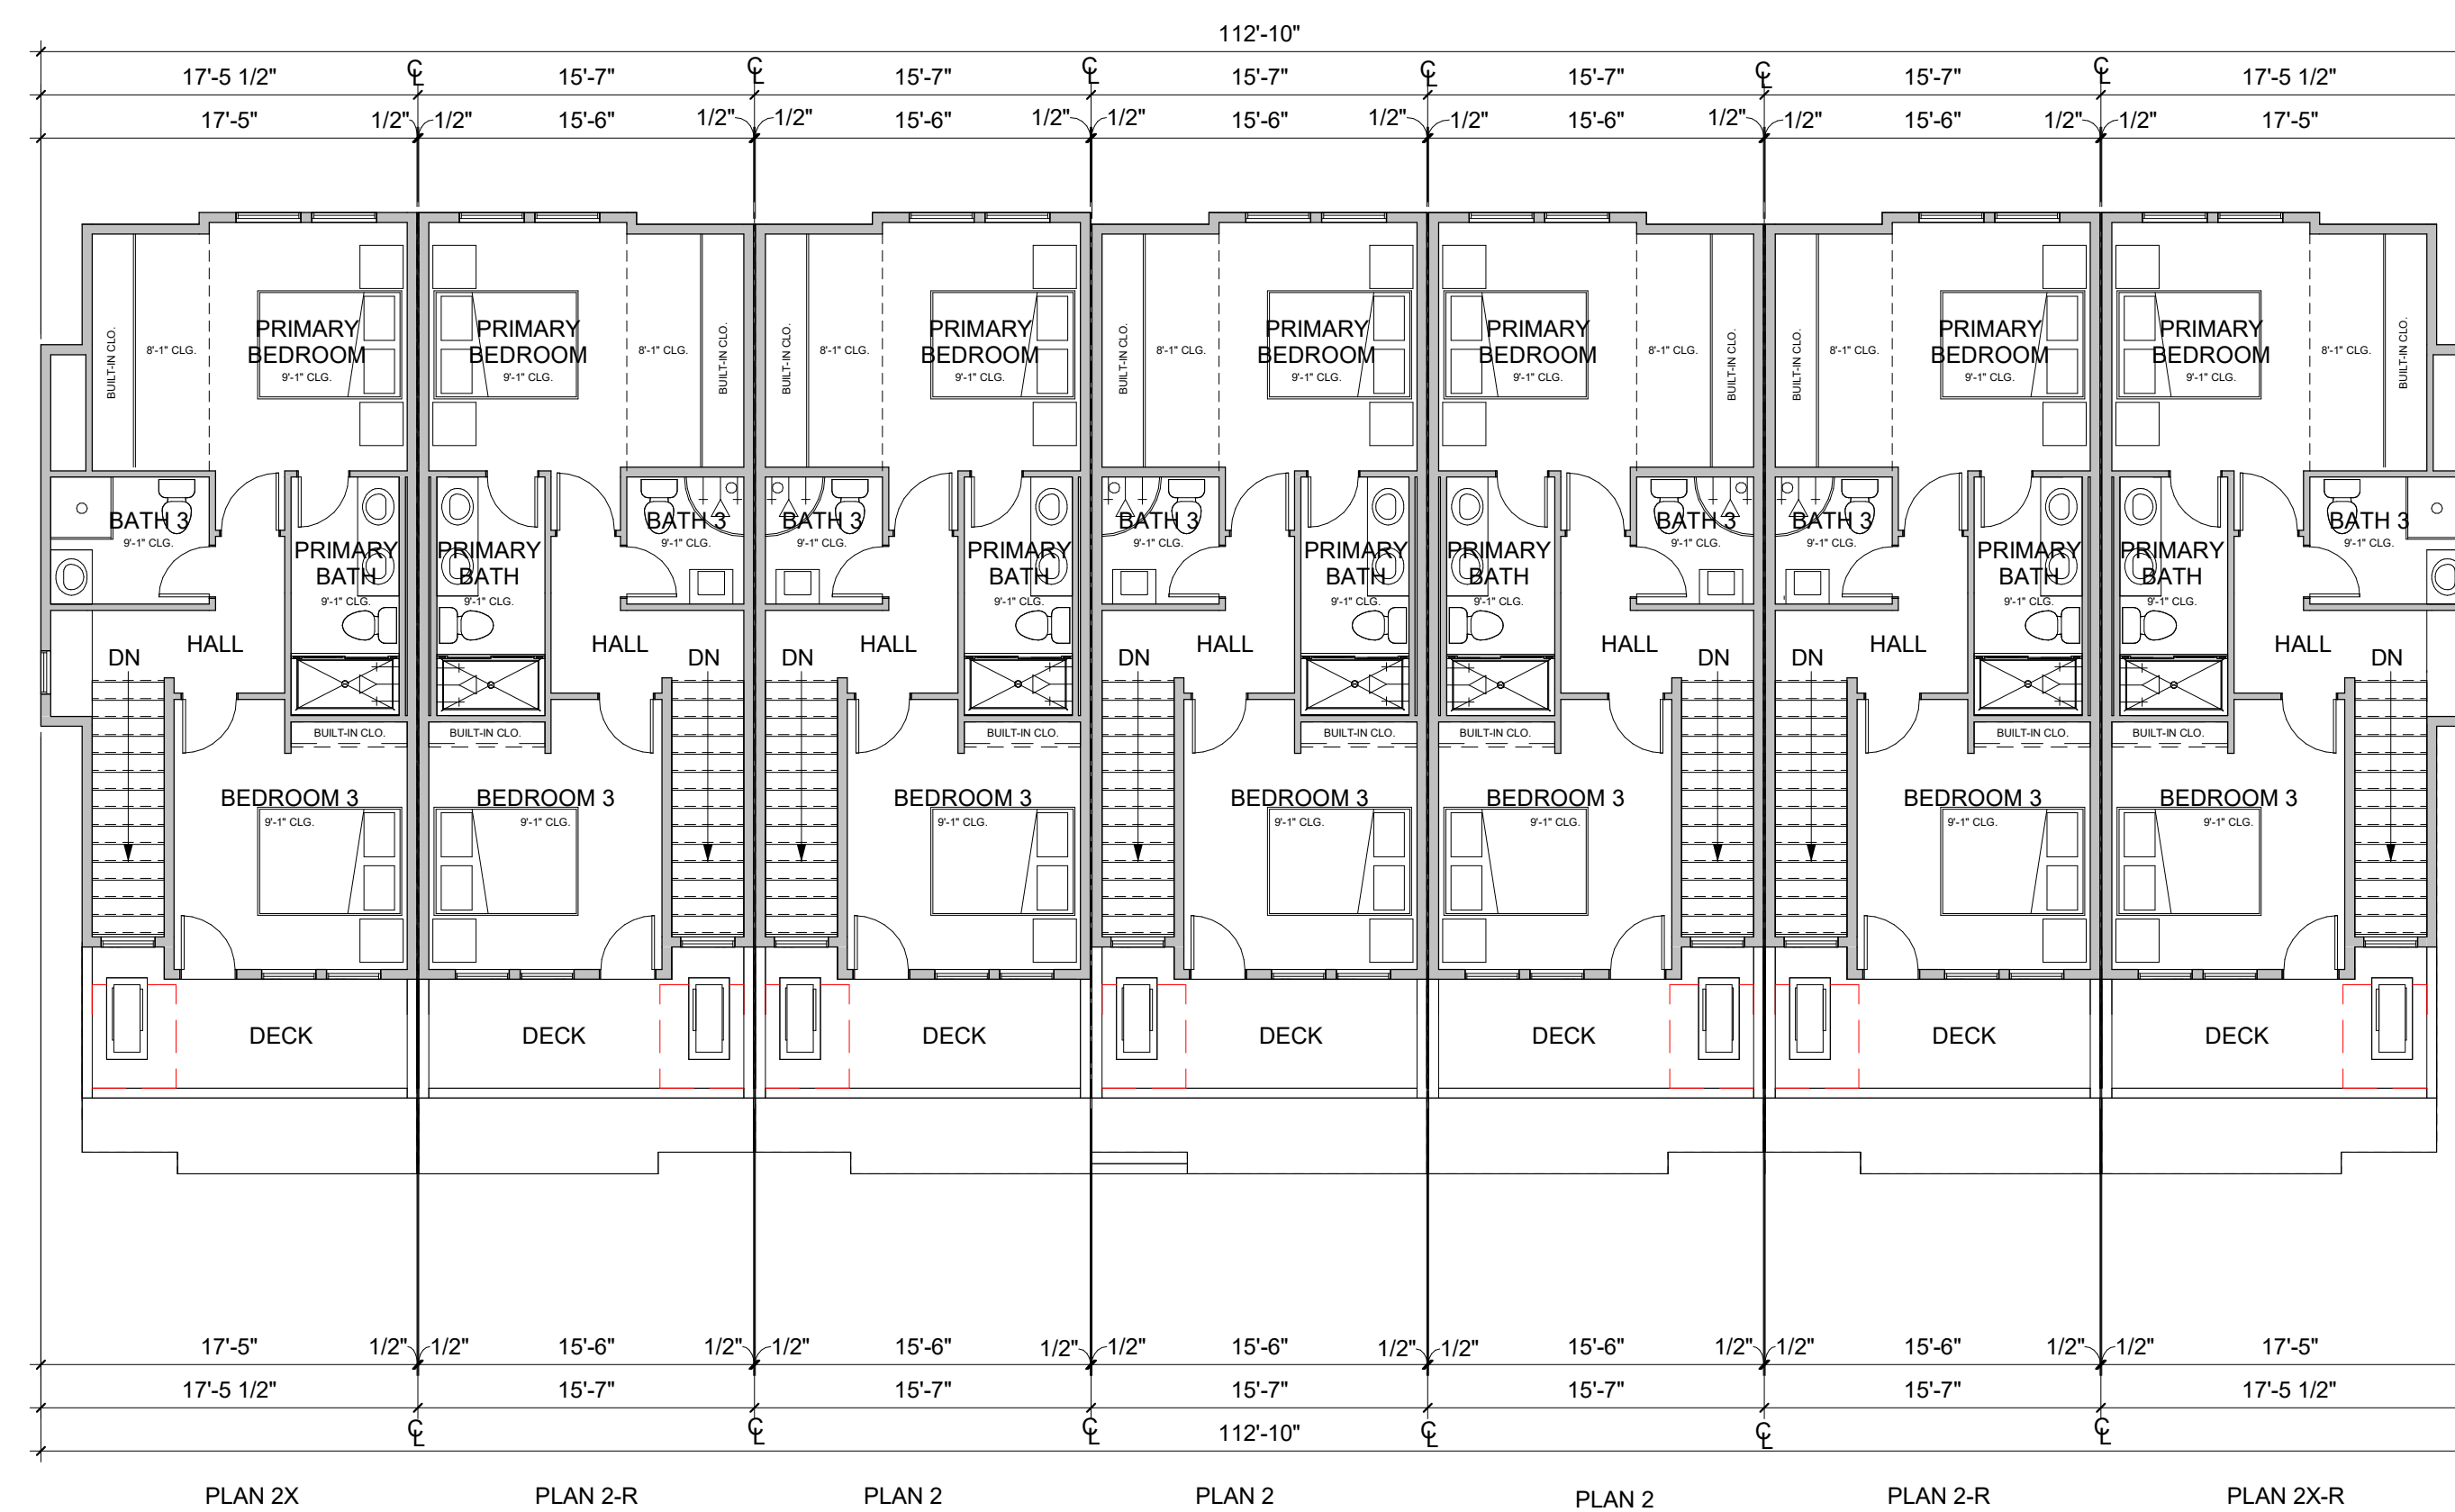 112'-10"
17'-5 1/2" ℄ 15'-7" ℄ 15'-7" ℄ 15'-7" ℄ 15'-7" ℄ 15'-7" ℄ 17'-5 1/2"
17'-5" 1/2" 1/2" 15'-6" 1/2" 1/2" 15'-6" 1/2" 1/2" 15'-6" 1/2" 1/2" 15'-6" 1/2" 1/2" 15'-6" 1/2" 1/2" 17'-5"
PRIMARY PRIMARY PRIMARY PRIMARY PRIMARY PRIMARY PRIMARY
BUILT-IN CLO. 8'-1" CLG. BEDROOM BEDROOM 8'-1" CLG. BUILT-IN CLO. BUILT-IN CLO. 8'-1" CLG. BEDROOM BUILT-IN CLO. 8'-1" CLG. BEDROOM BEDROOM 8'-1" CLG. BUILT-IN CLO. BUILT-IN CLO. 8'-1" CLG. BEDROOM BEDROOM 8'-1" CLG. BUILT-IN CLO.
9'-1" CLG. 9'-1" CLG. 9'-1" CLG. 9'-1" CLG. 9'-1" CLG. 9'-1" CLG. 9'-1" CLG.
BATH 3 BATH 3 BATH 3 BATH 3 BATH 3 BATH 3 BATH 3
9'-1" CLG. 9'-1" CLG. 9'-1" CLG. 9'-1" CLG. 9'-1" CLG. 9'-1" CLG. 9'-1" CLG.
PRIMARY PRIMARY PRIMARY PRIMARY PRIMARY PRIMARY PRIMARY
BATH BATH BATH BATH BATH BATH BATH
9'-1" CLG. 9'-1" CLG. 9'-1" CLG. 9'-1" CLG. 9'-1" CLG. 9'-1" CLG. 9'-1" CLG.
HALL HALL HALL HALL HALL HALL HALL
DN DN DN DN DN DN DN
BUILT-IN CLO. BUILT-IN CLO. BUILT-IN CLO. BUILT-IN CLO. BUILT-IN CLO. BUILT-IN CLO. BUILT-IN CLO.
BEDROOM 3 BEDROOM 3 BEDROOM 3 BEDROOM 3 BEDROOM 3 BEDROOM 3 BEDROOM 3
9'-1" CLG. 9'-1" CLG. 9'-1" CLG. 9'-1" CLG. 9'-1" CLG. 9'-1" CLG. 9'-1" CLG.
DECK DECK DECK DECK DECK DECK DECK
17'-5" 1/2" 1/2" 15'-6" 1/2" 1/2" 15'-6" 1/2" 1/2" 15'-6" 1/2" 1/2" 15'-6" 1/2" 1/2" 15'-6" 1/2" 1/2" 17'-5"
17'-5 1/2" 15'-7" 15'-7" 15'-7" 15'-7" 15'-7" 17'-5 1/2"
℄ ℄ ℄ 112'-10" ℄ ℄ ℄
PLAN 2X PLAN 2-R PLAN 2 PLAN 2 PLAN 2 PLAN 2-R PLAN 2X-R